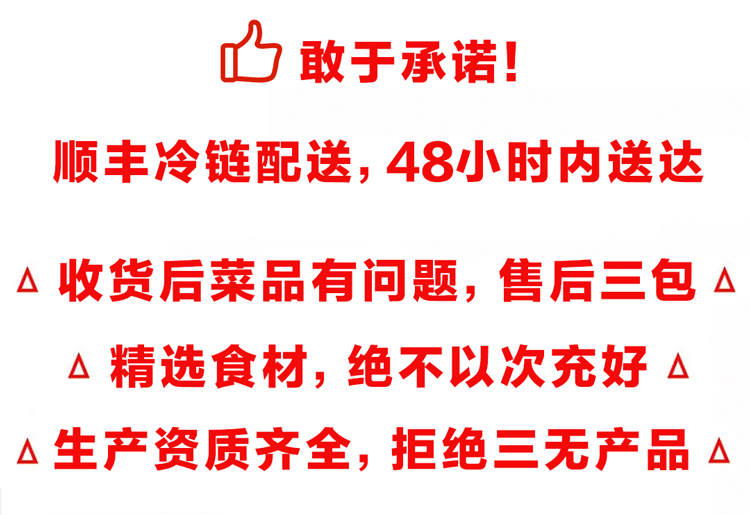 敢于承诺!
顺丰冷链配送,48小时内送达
收货后菜品有问题,售后三包
精选食材,绝不以次充好
生产资质齐全,拒绝三无产品